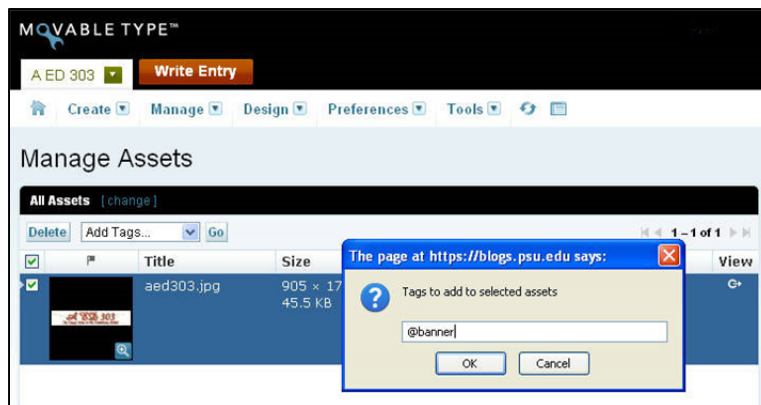 MOVABLE TYPE™
A ED 303 Write Entry
Create Manage Design Preferences Tools
Manage Assets
All Assets [change]
Delete Add Tags... Go 1 – 1 of 1
Title Size View
aed303.jpg 905 × 17
45.5 KB
A ED 303
The page at https://blogs.psu.edu says:
Tags to add to selected assets
@banner
OK Cancel